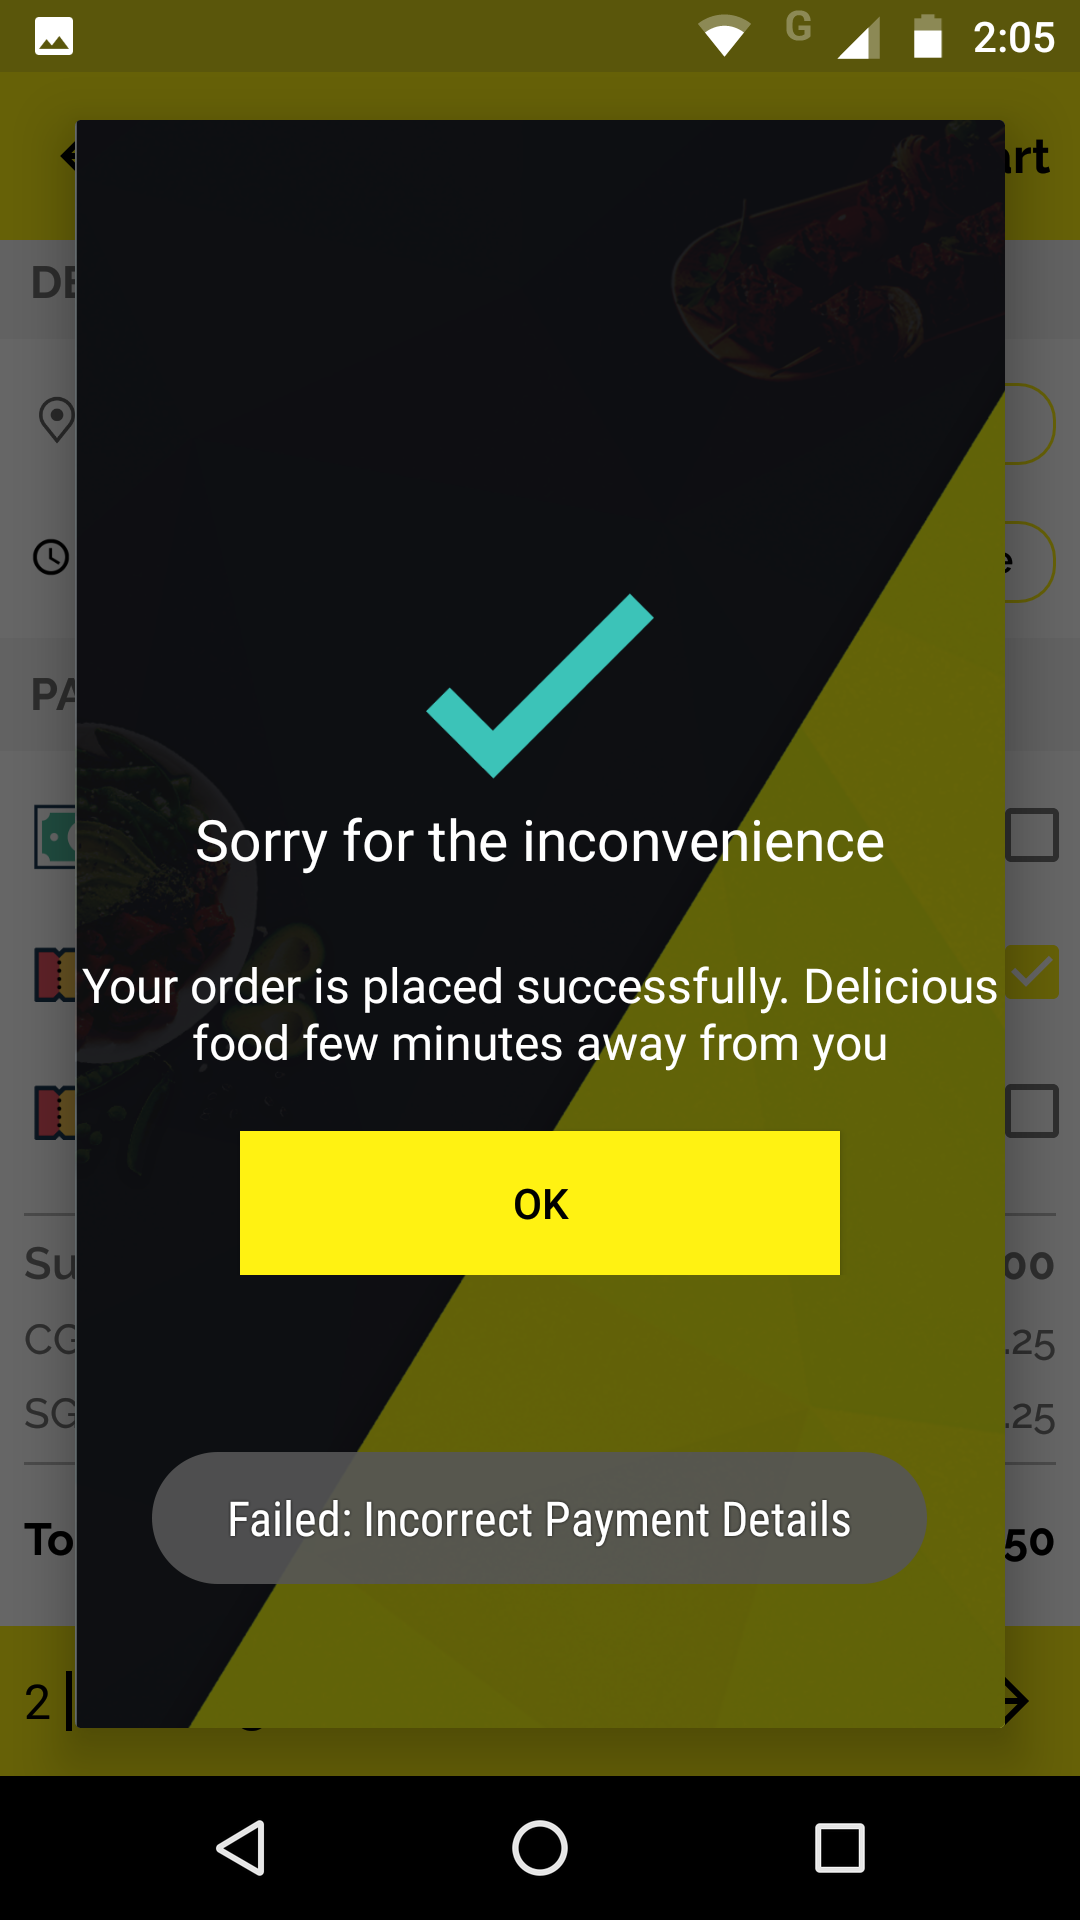 G 2:05
art
DE
e
PA
Sorry for the inconvenience
Your order is placed successfully. Delicious
food few minutes away from you
OK
Su 00
CG .25
SG .25
Failed: Incorrect Payment Details
To 50
2 |